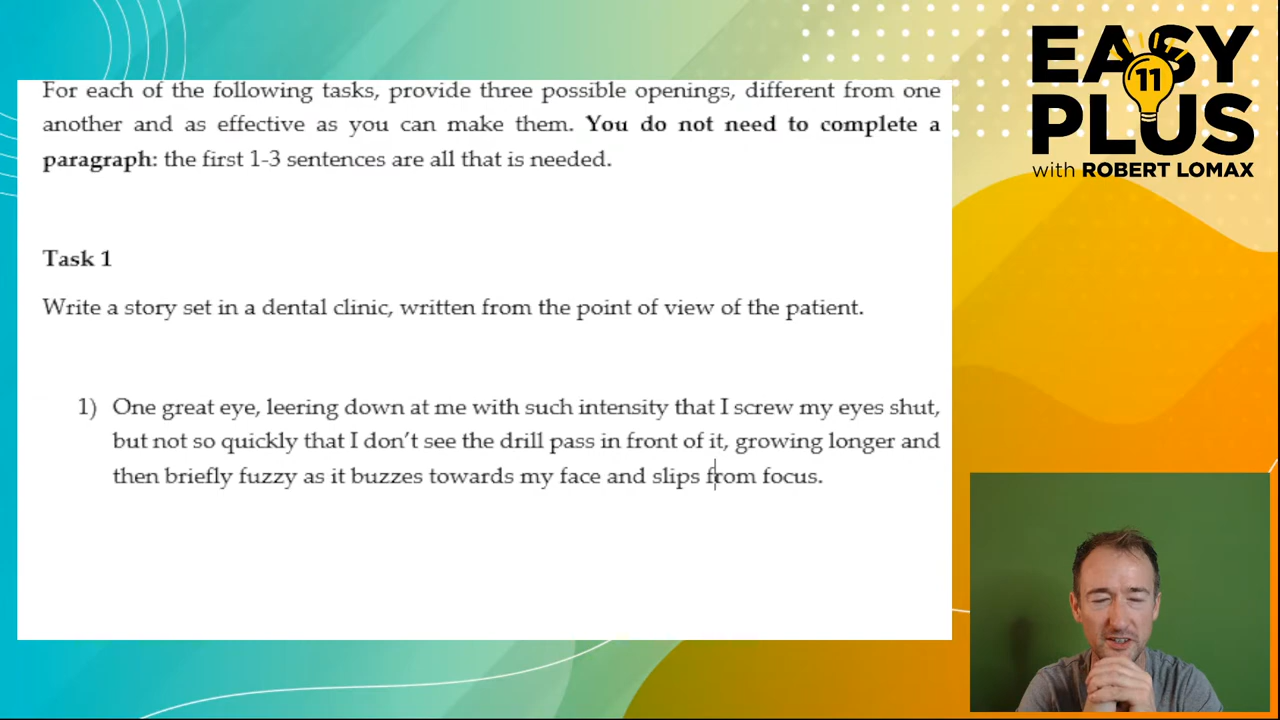 For each of the following tasks, provide three possible openings, different from one
another and as effective as you can make them. You do not need to complete a
paragraph: the first 1-3 sentences are all that is needed.
Task 1
Write a story set in a dental clinic, written from the point of view of the patient.
1) One great eye, leering down at me with such intensity that I screw my eyes shut,
but not so quickly that I don't see the drill pass in front of it, growing longer and
then briefly fuzzy as it buzzes towards my face and slips from focus.
EASY
11
PLUS
with ROBERT LOMAX